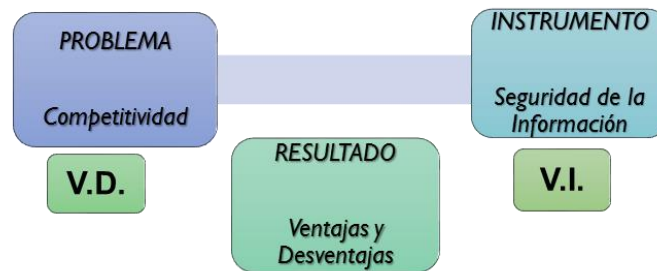 PROBLEMA
Competitividad
V.D.
INSTRUMENTO
Seguridad de la
Información
V.I.
RESULTADO
Ventajas y
Desventajas